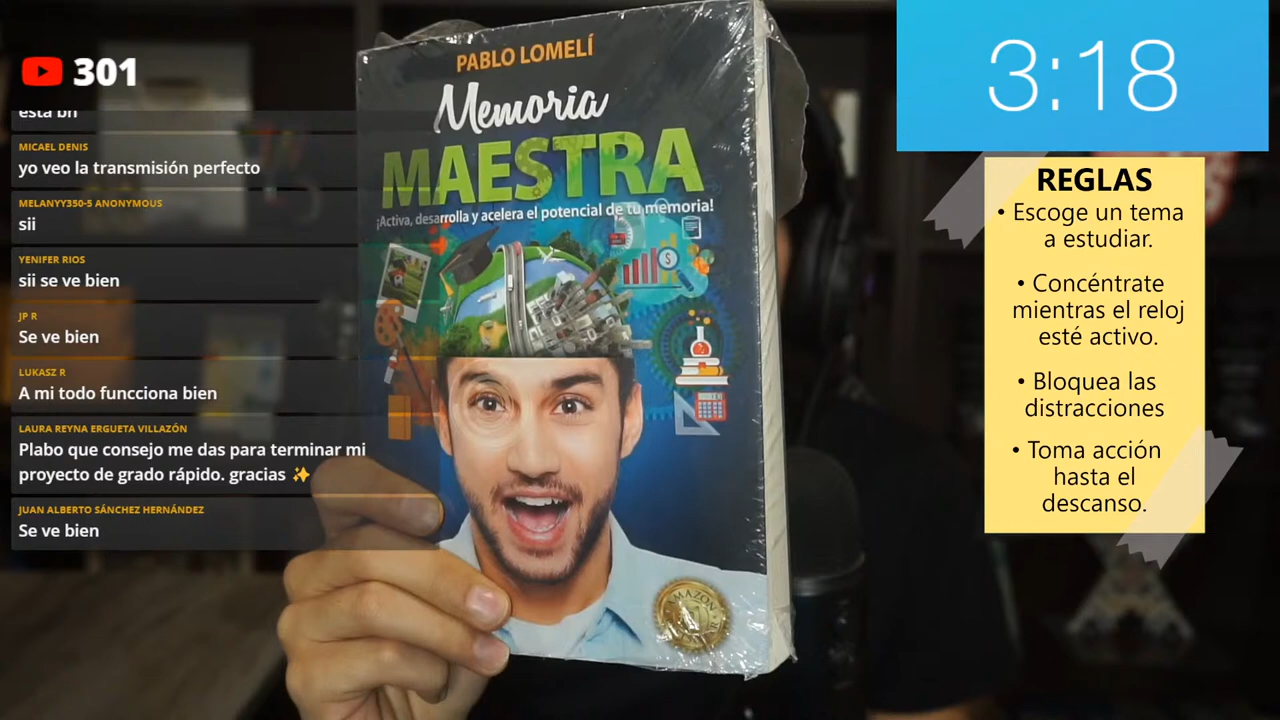 301
esta bn
MICAEL DENIS
yo veo la transmisión perfecto
MELANYY350-5 ANONYMOUS
sii
YENIFER RIOS
sii se ve bien
JP R
Se ve bien
LUKASZ R
A mi todo funcciona bien
LAURA REYNA ERGUETA VILLAZÓN
Plabo que consejo me das para terminar mi
proyecto de grado rápido. gracias ✨
JUAN ALBERTO SÁNCHEZ HERNÁNDEZ
Se ve bien
PABLO LOMELÍ
Memoria
MAESTRA
¡Activa, desarrolla y acelera el potencial de tu memoria!
AMAZON
3:18
REGLAS
• Escoge un tema
a estudiar.
• Concéntrate
mientras el reloj
esté activo.
• Bloquea las
distracciones
• Toma acción
hasta el
descanso.